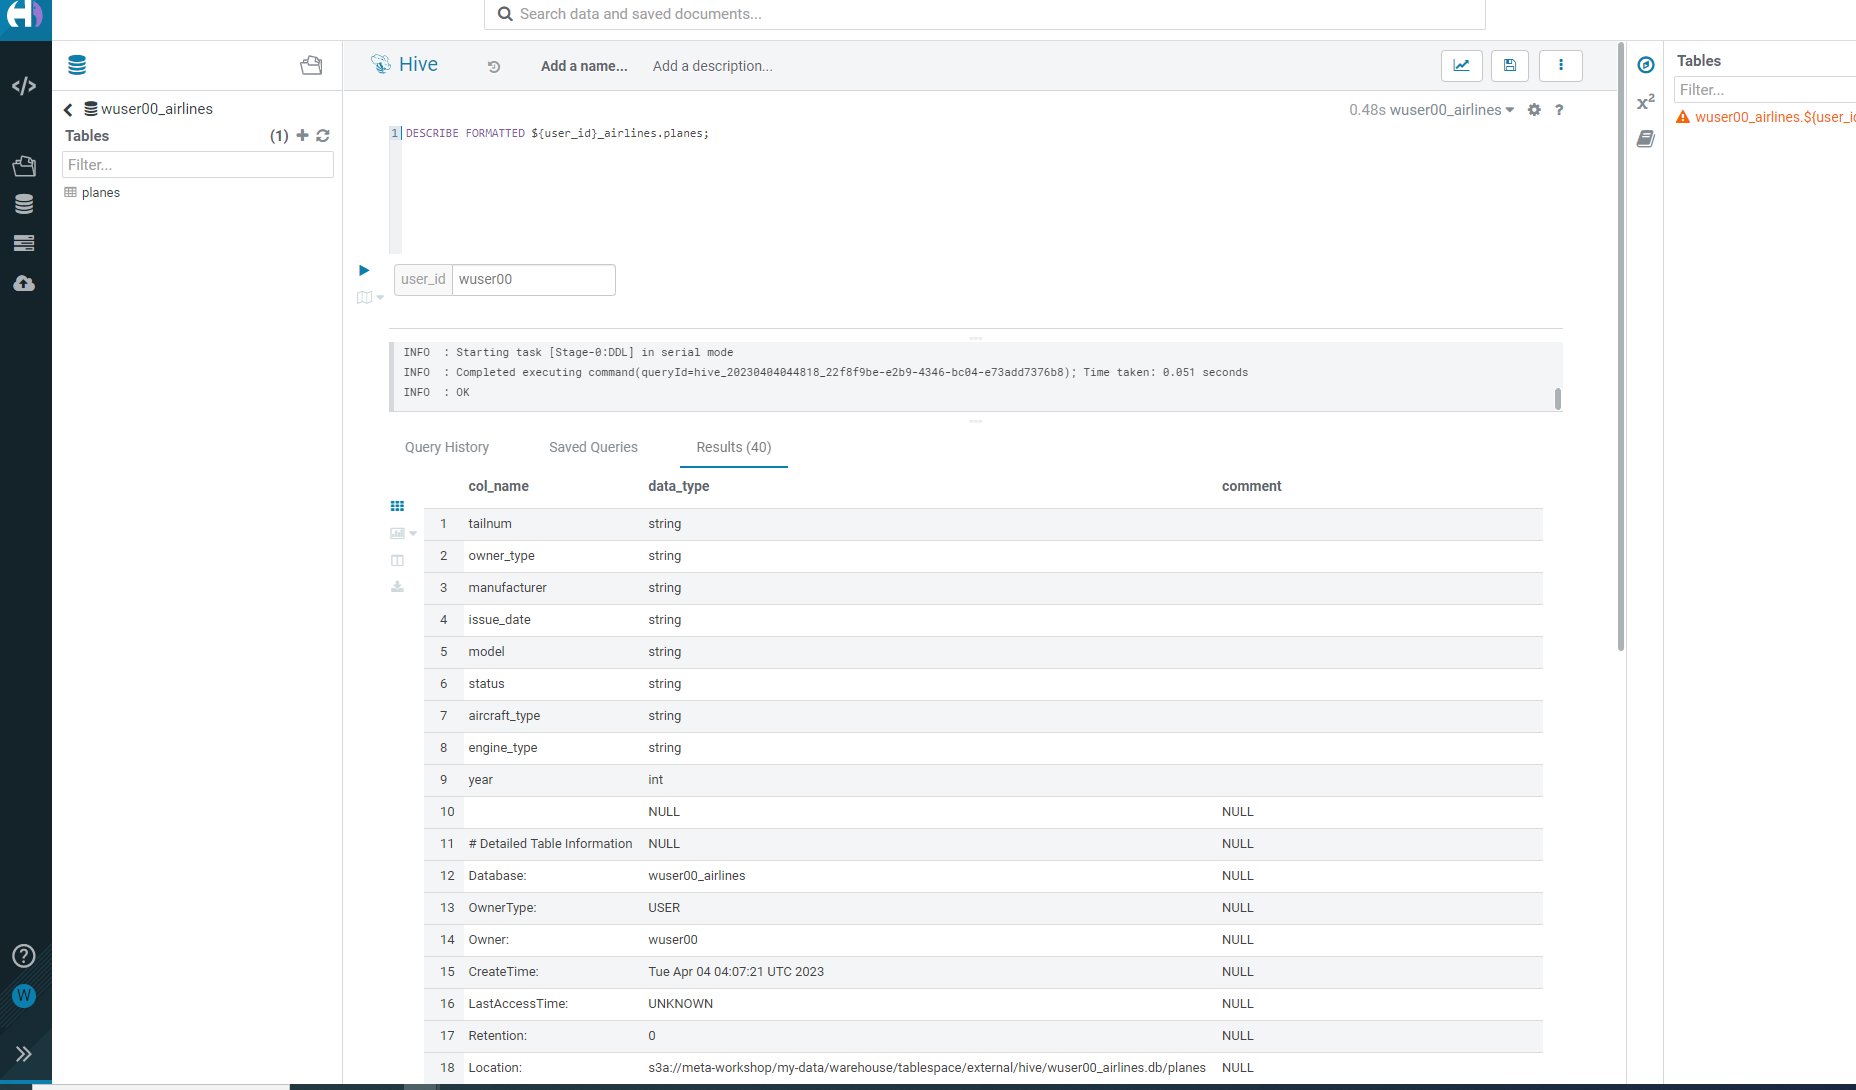 Search data and saved documents...
Hive
Add a name...
Add a description...
Tables
Filter...
wuser00_airlines.${user_i
wuser00_airlines
Tables
(1)
Filter...
planes
0.48s wuser00_airlines
?
x²
1 DESCRIBE FORMATTED ${user_id}_airlines.planes;
user_id wuser00
INFO : Starting task [Stage-0:DDL] in serial mode
INFO : Completed executing command(queryId=hive_20230404044818_22f8f9be-e2b9-4346-bc04-e73add7376b8); Time taken: 0.051 seconds
INFO : OK
Query History Saved Queries Results (40)
col_name data_type comment
1 tailnum string
2 owner_type string
3 manufacturer string
4 issue_date string
5 model string
6 status string
7 aircraft_type string
8 engine_type string
9 year int
10 NULL NULL
11 # Detailed Table Information NULL NULL
12 Database: wuser00_airlines NULL
13 OwnerType: USER NULL
14 Owner: wuser00 NULL
15 CreateTime: Tue Apr 04 04:07:21 UTC 2023 NULL
16 LastAccessTime: UNKNOWN NULL
17 Retention: 0 NULL
18 Location: s3a://meta-workshop/my-data/warehouse/tablespace/external/hive/wuser00_airlines.db/planes NULL
?
W